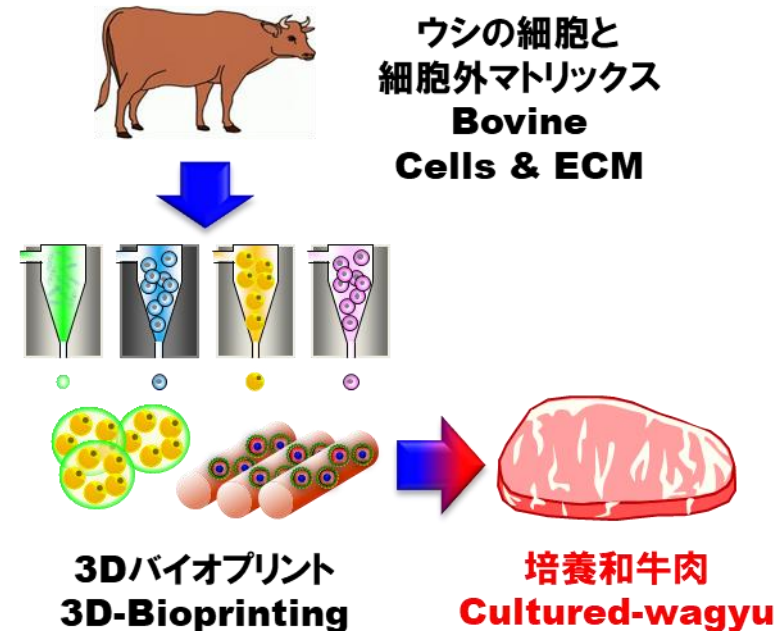 ウシの細胞と
細胞外マトリックス
Bovine
Cells & ECM
3Dバイオプリント
3D-Bioprinting
培養和牛肉
Cultured-wagyu